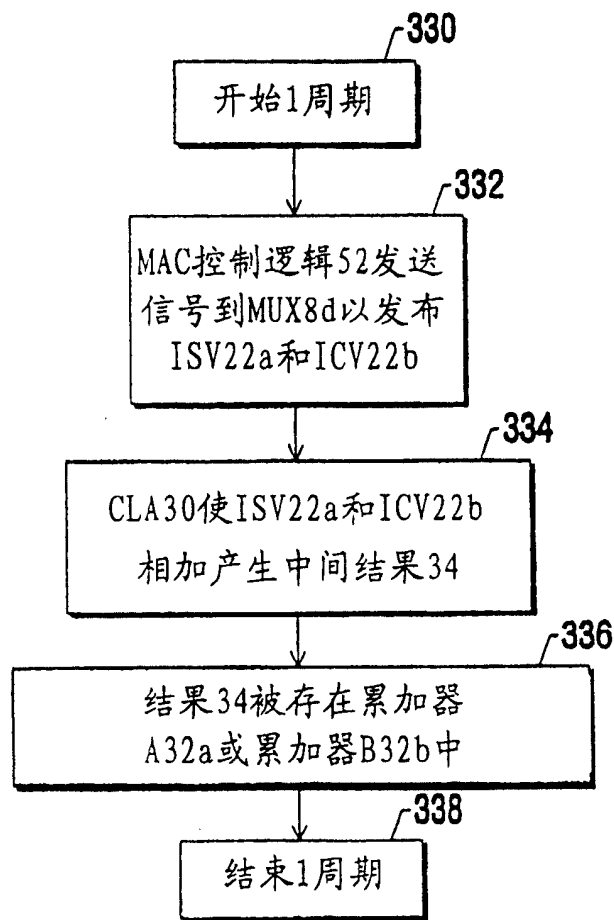 330
开始1周期
332
MAC控制逻辑52发送
信号到MUX8d以发布
ISV22a和ICV22b
334
CLA30使ISV22a和ICV22b
相加产生中间结果34
336
结果34被存在累加器
A32a或累加器B32b中
338
结束1周期